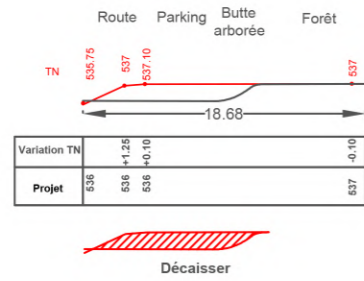 Route Parking Butte arborée Forêt
TN 535.75 537 537.10 537
18.68
Variation TN +1.25 +0.10 -0.10
Projet 536 536 536 537
Décaisser